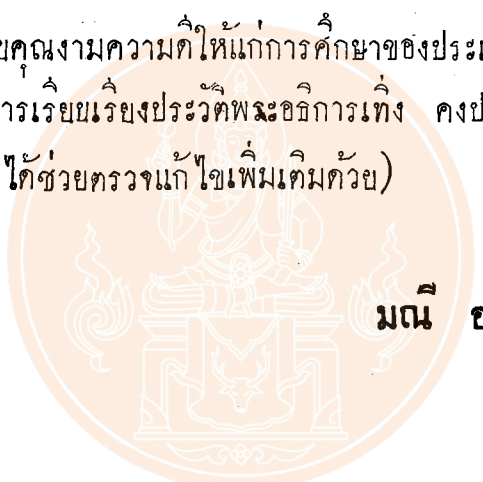 ยคุณงามความดีให้แก่การศึกษาของประเ
การเรียบเรียงประวัติพระอธิการเทิ่ง คงป
ได้ช่วยตรวจแก้ไขเพิ่มเติมด้วย)
มณี อ